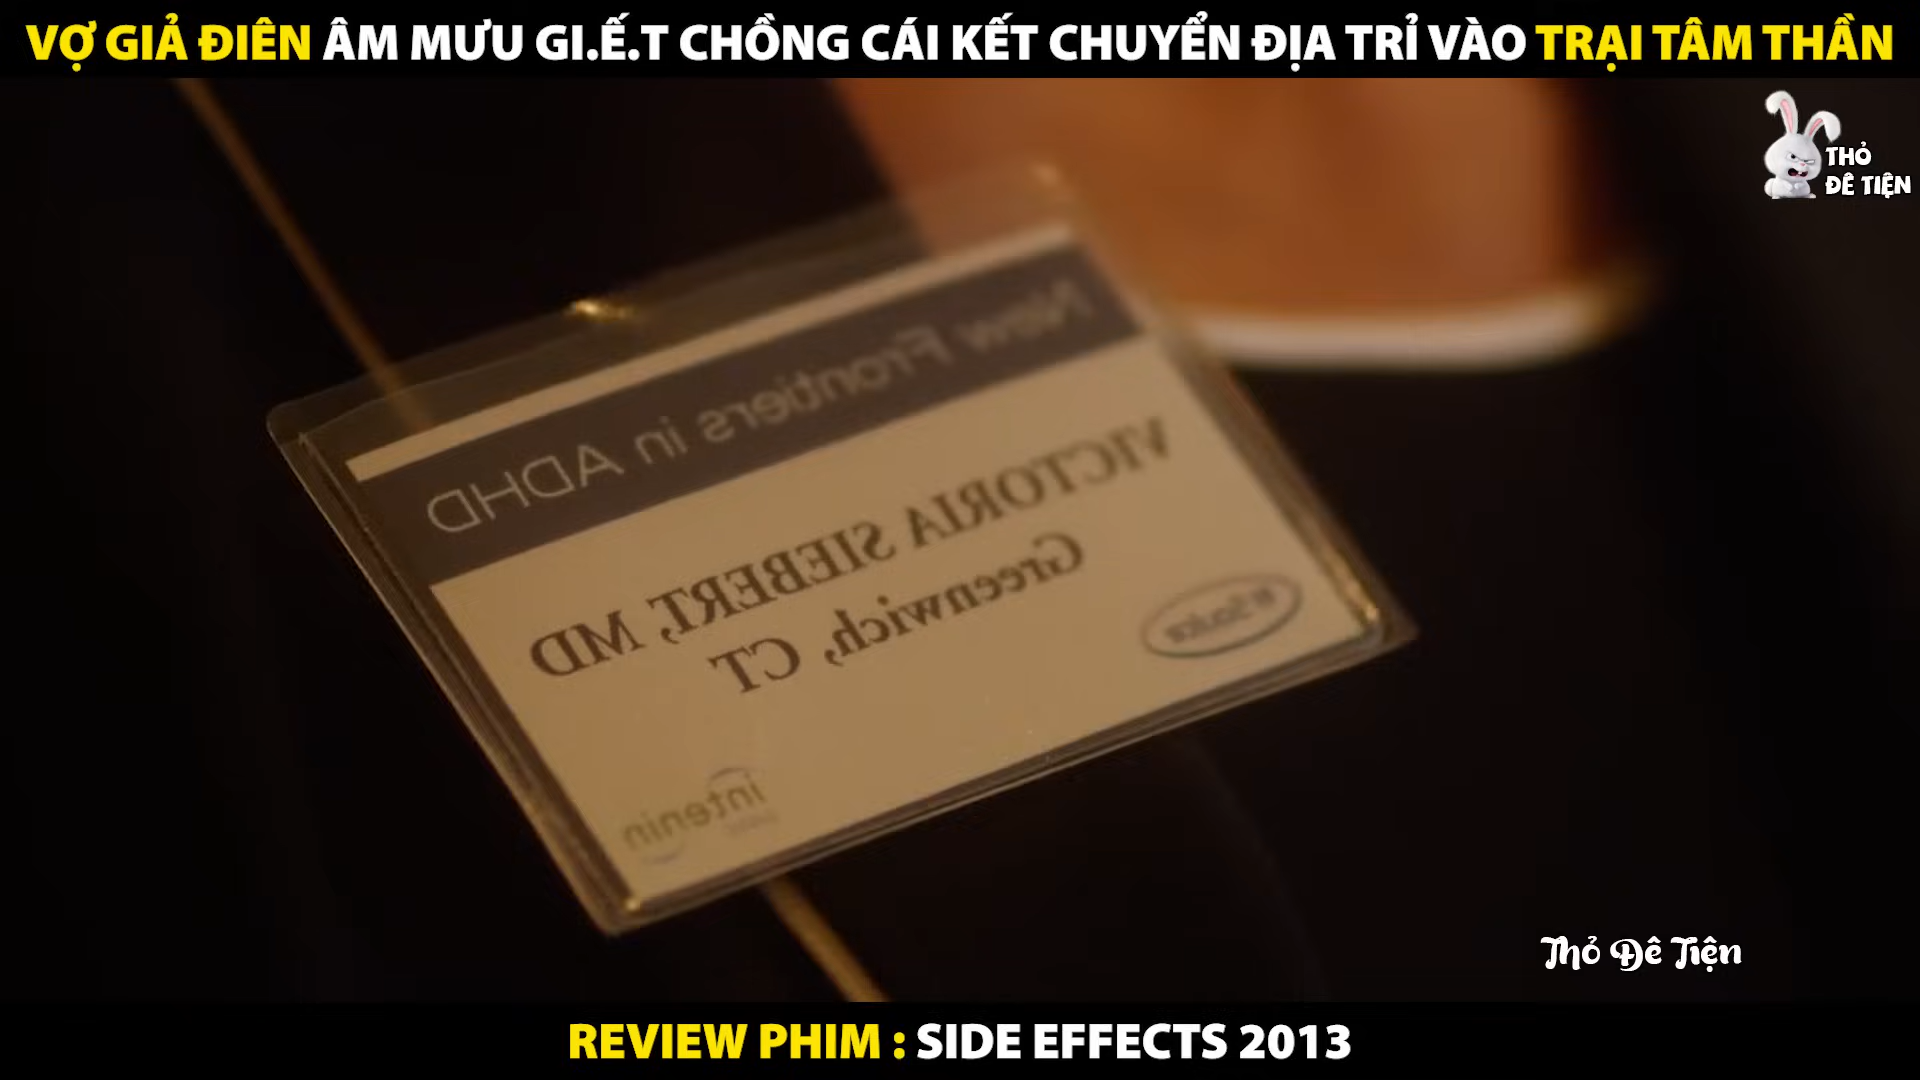 VỢ GIẢ ĐIÊN ÂM MƯU GI.Ế.T CHỒNG CÁI KẾT CHUYỂN ĐỊA TRỈ VÀO TRẠI TÂM THẦN
THỎ
ĐÊ TIỆN
New Frontiers in ADHD
VICTORIA SIEBERT, MD
Greenwich, CT
intenin
Thỏ Đê Tiện
REVIEW PHIM : SIDE EFFECTS 2013